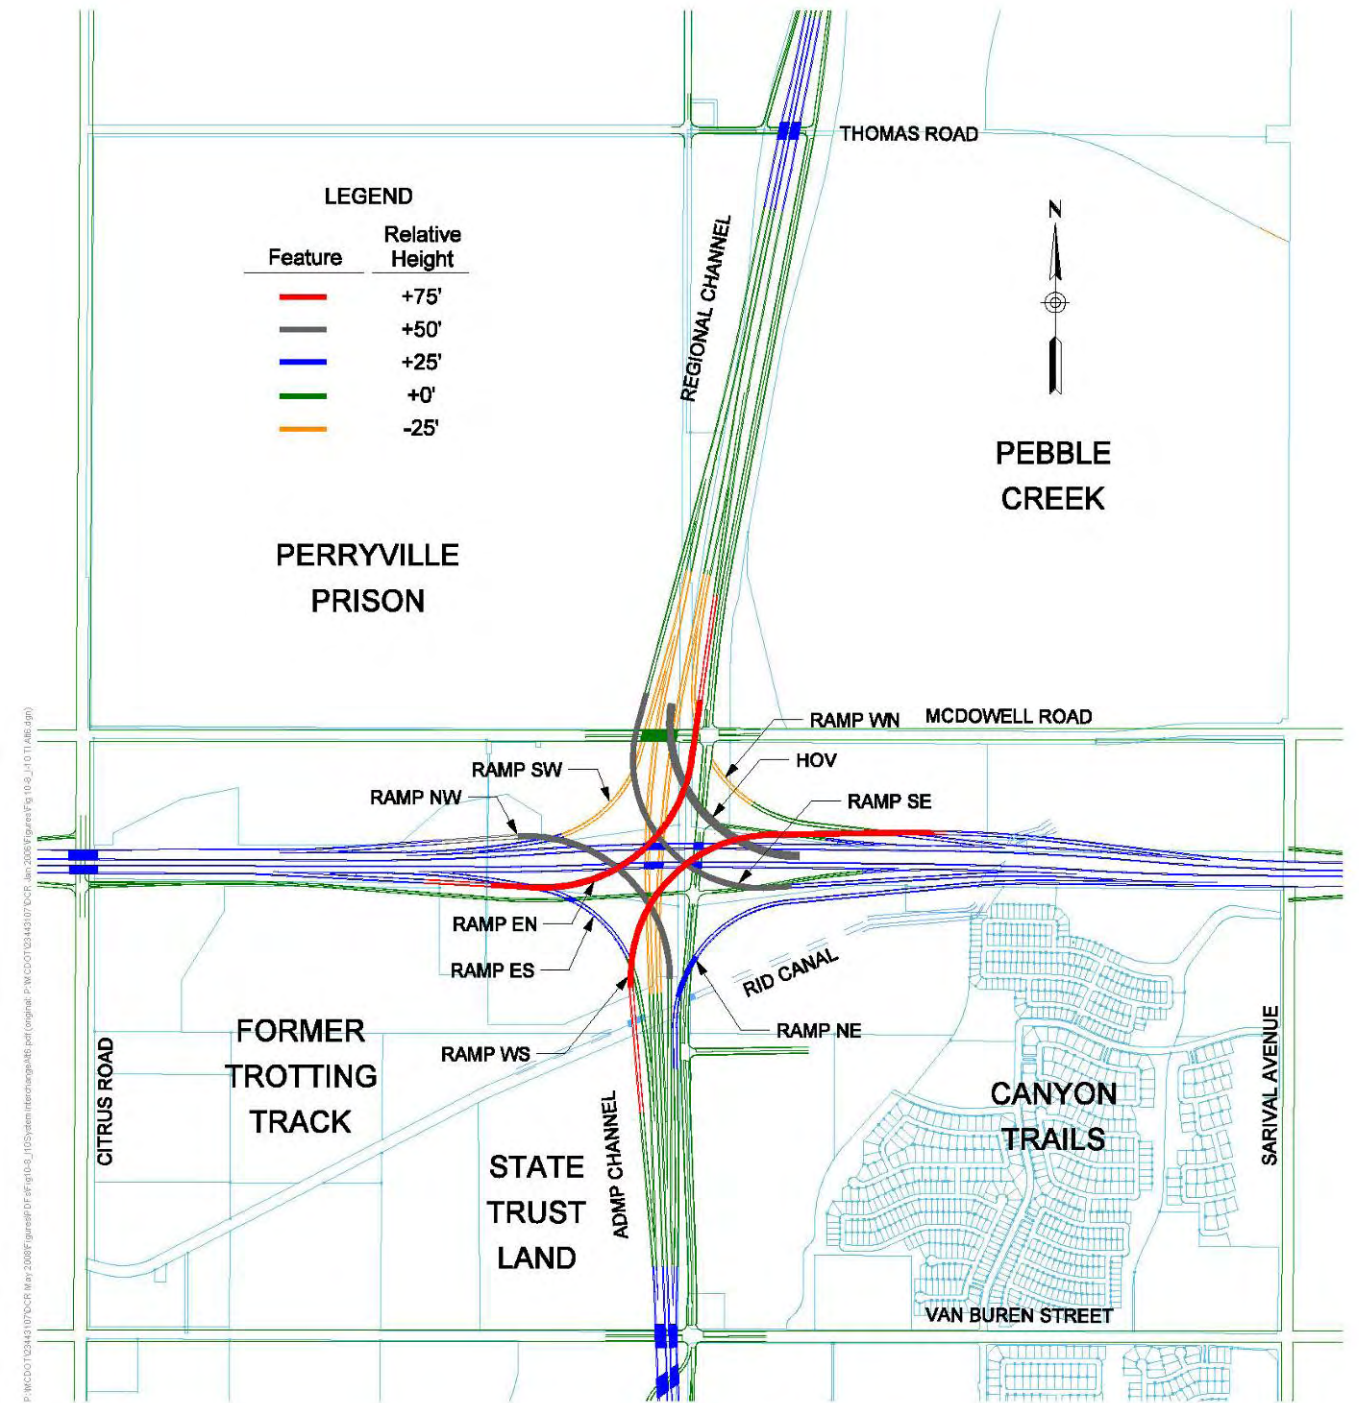 THOMAS ROAD
LEGEND
Feature
Relative
Height
+75'
+50'
+25'
+0'
-25'
N
REGIONAL CHANNEL
PEBBLE
CREEK
PERRYVILLE
PRISON
RAMP WN
MCDOWELL ROAD
HOV
RAMP SW
RAMP NW
RAMP SE
RAMP EN
RAMP ES
RID CANAL
RAMP NE
RAMP WS
FORMER
TROTTING
TRACK
CITRUS ROAD
CANYON
TRAILS
SARIVAL AVENUE
STATE
TRUST
LAND
ADMP CHANNEL
VAN BUREN STREET